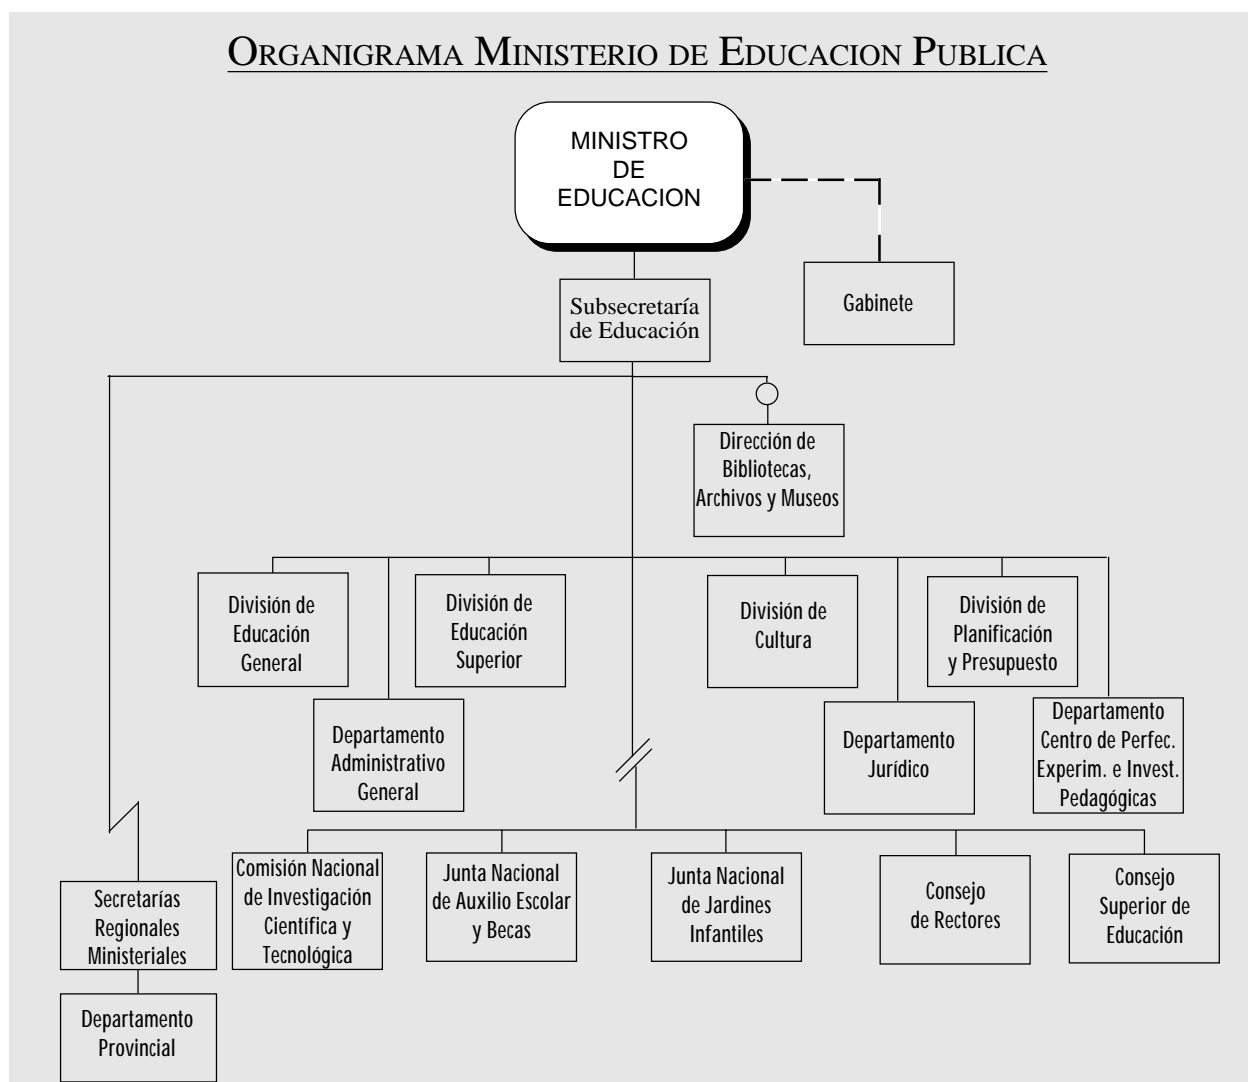 ORGANIGRAMA MINISTERIO DE EDUCACION PUBLICA
MINISTRO
DE
EDUCACION
Subsecretaría
de Educación
Gabinete
Dirección de
Bibliotecas,
Archivos y Museos
División de
Educación
General
División de
Educación
Superior
División de
Cultura
División de
Planificación
y Presupuesto
Departamento
Administrativo
General
Departamento
Jurídico
Departamento
Centro de Perfec.
Experim. e Invest.
Pedagógicas
Secretarías
Regionales
Ministeriales
Comisión Nacional
de Investigación
Científica y
Tecnológica
Junta Nacional
de Auxilio Escolar
y Becas
Junta Nacional
de Jardines
Infantiles
Consejo
de Rectores
Consejo
Superior de
Educación
Departamento
Provincial